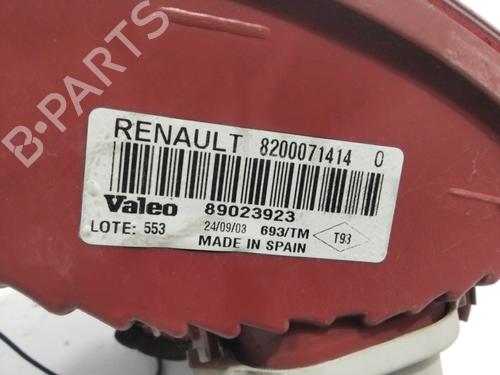 B-PARTS
RENAULT 8200071414 0
Valeo 89023923
LOTE: 553 24/09/03 693/TM T93
MADE IN SPAIN